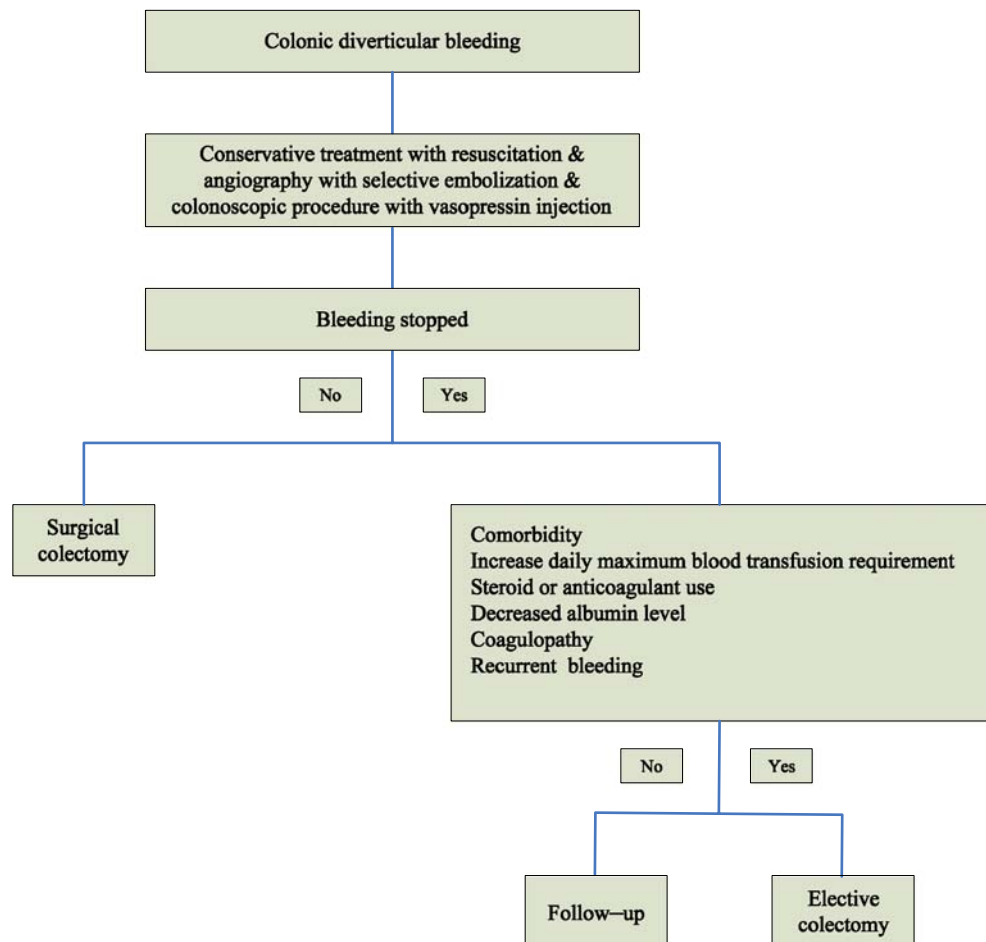 Colonic diverticular bleeding
Conservative treatment with resuscitation &
angiography with selective embolization &
colonoscopic procedure with vasopressin injection
Bleeding stopped
No
Yes
Surgical
colectomy
Comorbidity
Increase daily maximum blood transfusion requirement
Steroid or anticoagulant use
Decreased albumin level
Coagulopathy
Recurrent bleeding
No
Yes
Follow–up
Elective
colectomy